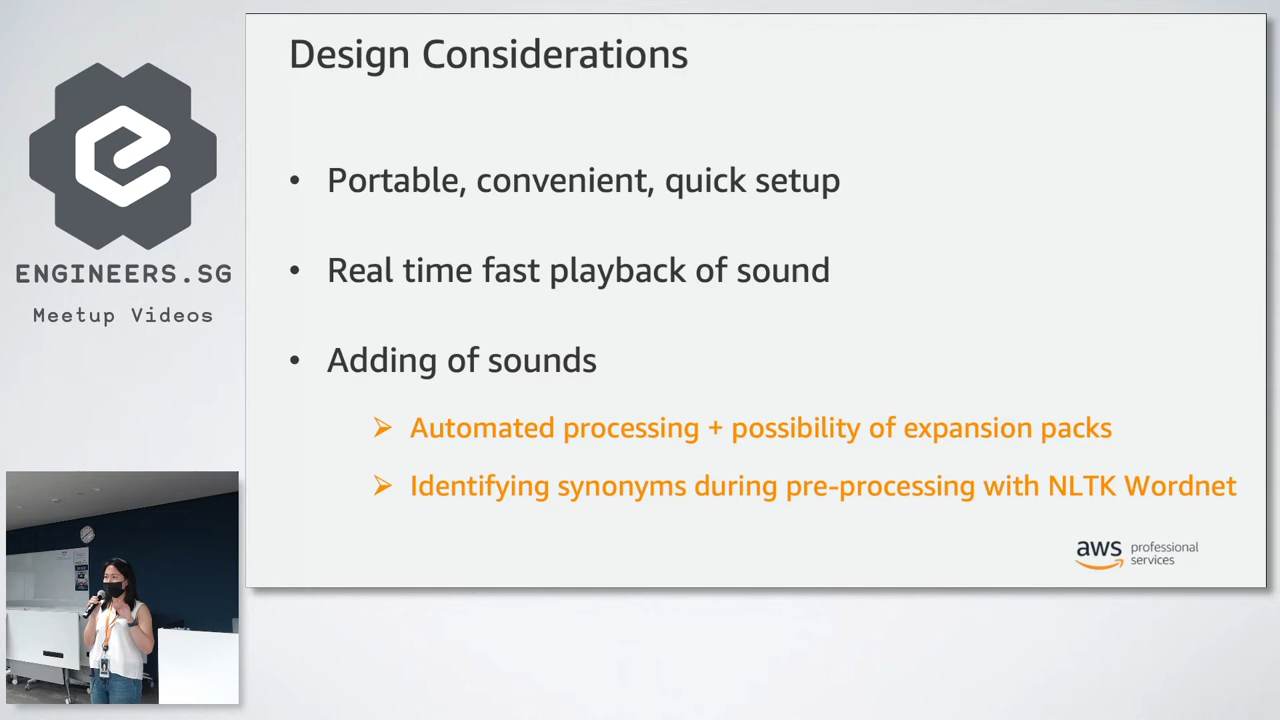 ENGINEERS.SG
Meetup Videos
Design Considerations
• Portable, convenient, quick setup
• Real time fast playback of sound
• Adding of sounds
➢ Automated processing + possibility of expansion packs
➢ Identifying synonyms during pre-processing with NLTK Wordnet
aws professional
services